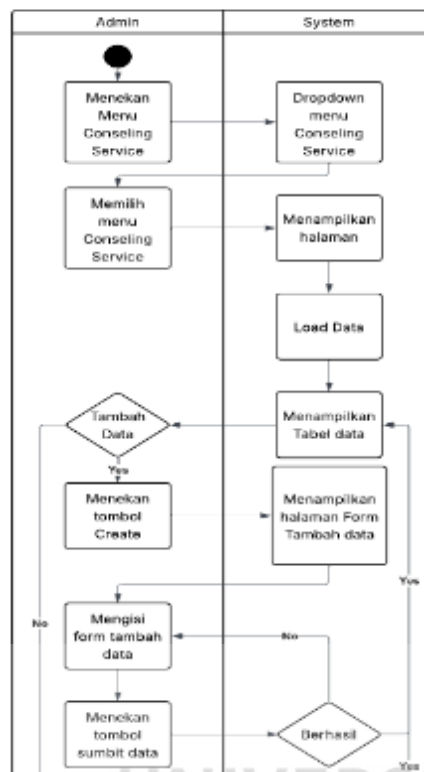 Admin
System
Menekan
Menu
Conseling
Service
Dropdown
menu
Conseling
Service
Memilih
menu
Conseling
Service
Menampilkan
halaman
Load Data
Tambah
Data
Menampilkan
Tabel data
Yes
Menekan
tombol
Create
Menampilkan
halaman Form
Tambah data
Yes
No
Mengisi
form tambah
data
No
Menekan
tombol
sumbit data
Berhasil
Yes